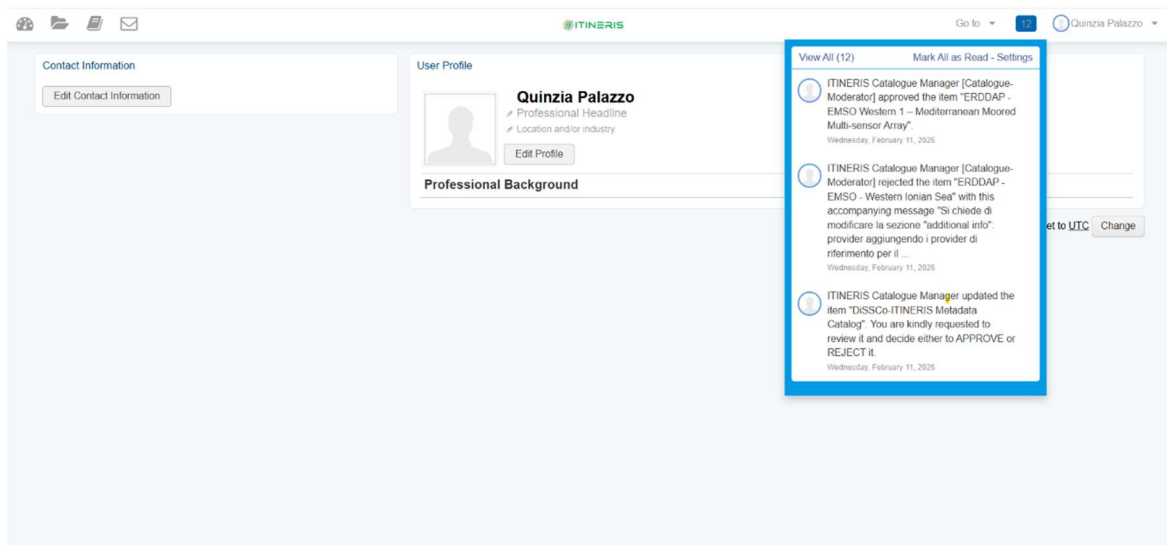 ITINERIS
Go to
12
Quinzia Palazzo
Contact Information
Edit Contact Information
User Profile
Quinzia Palazzo
Professional Headline
Location and/or industry
Edit Profile
Professional Background
View All (12)
Mark All as Read - Settings
ITINERIS Catalogue Manager [Catalogue-
Moderator] approved the item "ERDDAP -
EMSO Western 1 – Mediterranean Moored
Multi-sensor Array".
Wednesday, February 11, 2026
ITINERIS Catalogue Manager [Catalogue-
Moderator] rejected the item "ERDDAP -
EMSO - Western Ionian Sea" with this
accompanying message "Si chiede di
modificare la sezione "additional info":
provider aggiungendo i provider di
riferimento per il ...
Wednesday, February 11, 2026
ITINERIS Catalogue Manager updated the
item "DiSSCo-ITINERIS Metadata
Catalog". You are kindly requested to
review it and decide either to APPROVE or
REJECT it.
Wednesday, February 11, 2026
et to UTC
Change